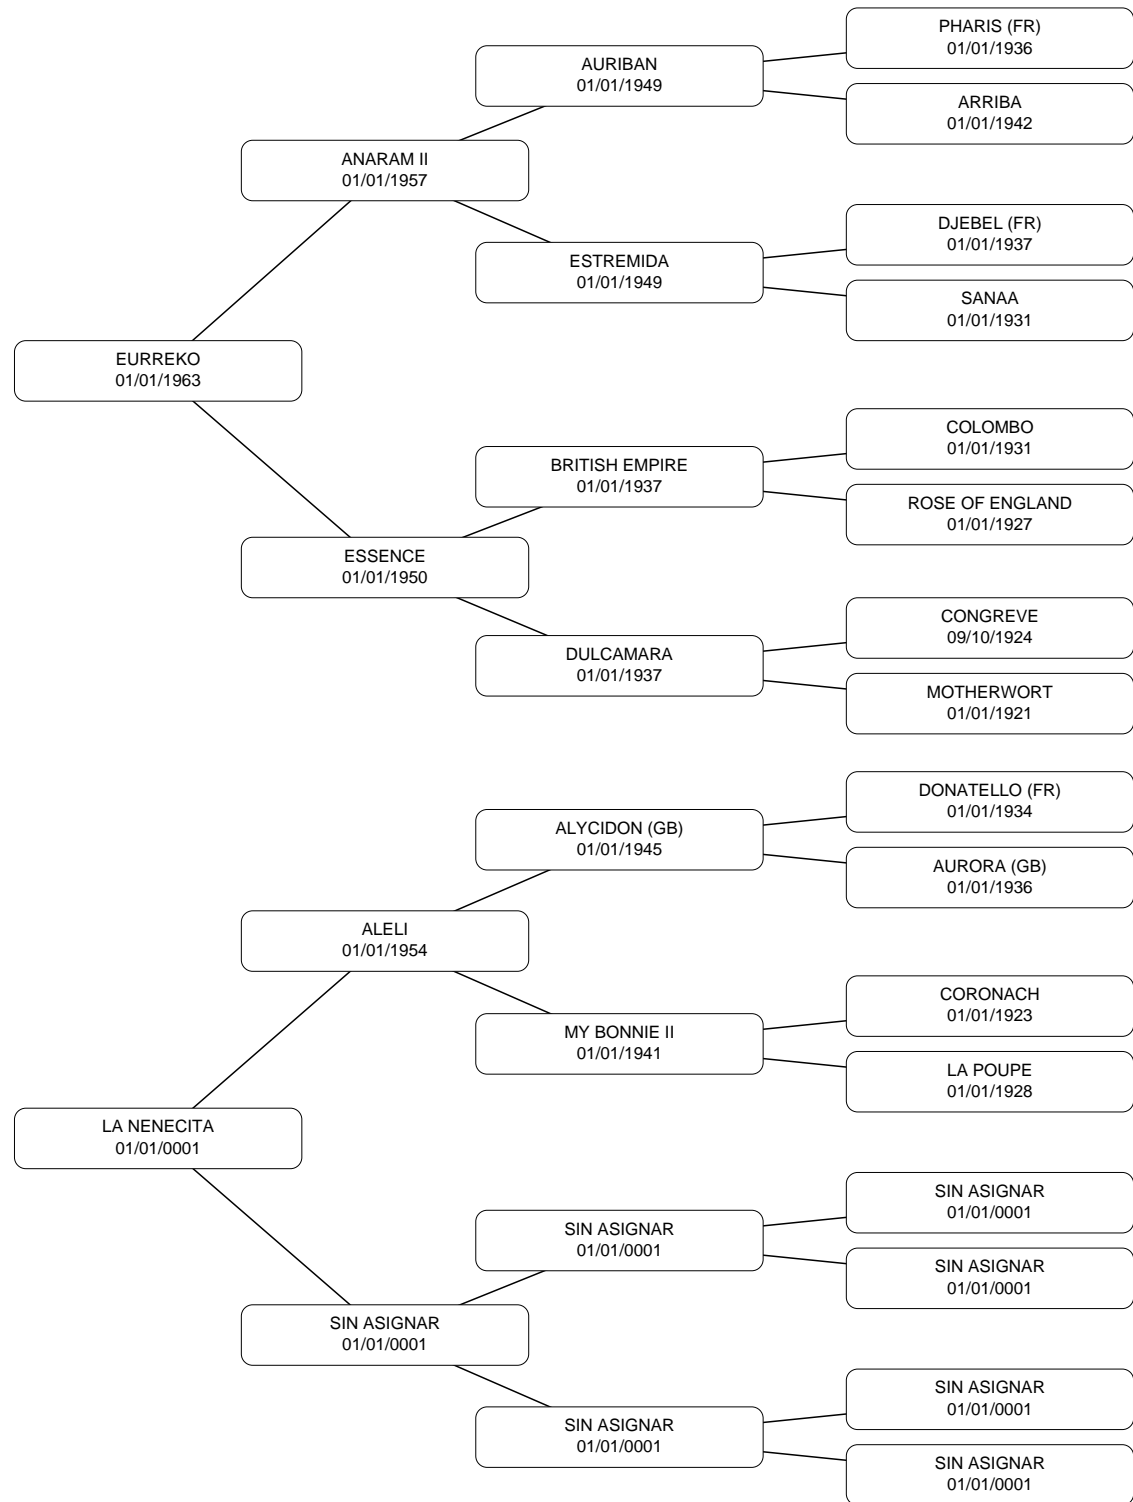 PHARIS (FR)
01/01/1936
AURIBAN
01/01/1949
ARRIBA
01/01/1942
ANARAM II
01/01/1957
DJEBEL (FR)
01/01/1937
ESTREMIDA
01/01/1949
SANAA
01/01/1931
EURREKO
01/01/1963
COLOMBO
01/01/1931
BRITISH EMPIRE
01/01/1937
ROSE OF ENGLAND
01/01/1927
ESSENCE
01/01/1950
CONGREVE
09/10/1924
DULCAMARA
01/01/1937
MOTHERWORT
01/01/1921
DONATELLO (FR)
01/01/1934
ALYCIDON (GB)
01/01/1945
AURORA (GB)
01/01/1936
ALELI
01/01/1954
CORONACH
01/01/1923
MY BONNIE II
01/01/1941
LA POUPE
01/01/1928
LA NENECITA
01/01/0001
SIN ASIGNAR
01/01/0001
SIN ASIGNAR
01/01/0001
SIN ASIGNAR
01/01/0001
SIN ASIGNAR
01/01/0001
SIN ASIGNAR
01/01/0001
SIN ASIGNAR
01/01/0001
SIN ASIGNAR
01/01/0001